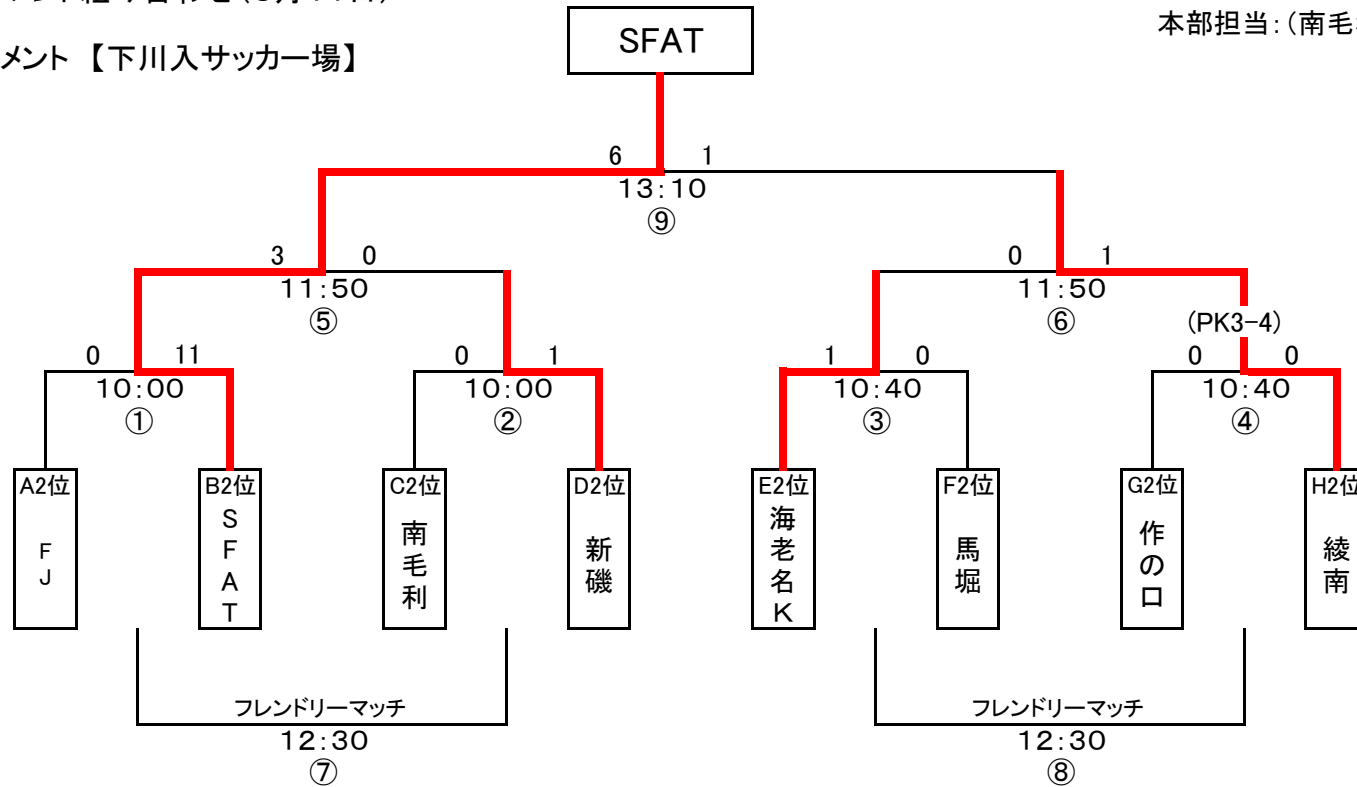 SFAT
本部担当：（南毛
メント 【下川入サッカー場】
6 1
13:10
⑨
3 0
11:50
⑤
0 1
11:50
⑥
(PK3-4)
0 11
10:00
①
0 1
10:00
②
1 0
10:40
③
0 0
10:40
④
A2位
FJ
B2位
SFAT
C2位
南毛利
D2位
新磯
E2位
海老名K
F2位
馬堀
G2位
作の口
H2位
綾南
フレンドリーマッチ
12:30
⑦
フレンドリーマッチ
12:30
⑧